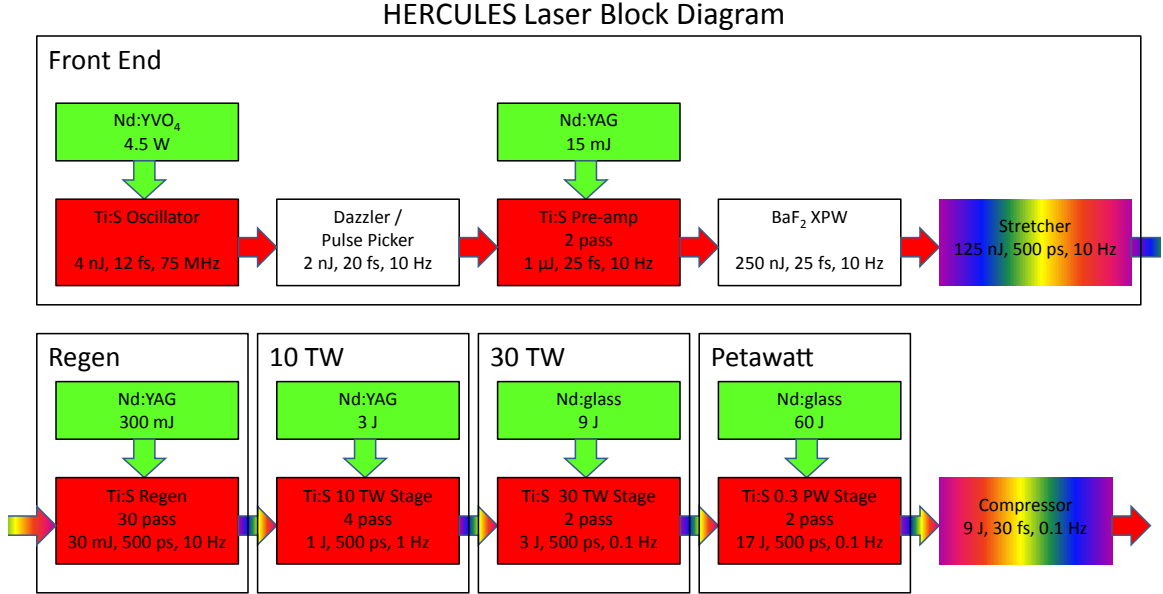 HERCULES Laser Block Diagram
Front End
Nd:YVO₄
4.5 W
Nd:YAG
15 mJ
Ti:S Oscillator
4 nJ, 12 fs, 75 MHz
Dazzler /
Pulse Picker
2 nJ, 20 fs, 10 Hz
Ti:S Pre-amp
2 pass
1 µJ, 25 fs, 10 Hz
BaF₂ XPW
250 nJ, 25 fs, 10 Hz
Stretcher
125 nJ, 500 ps, 10 Hz
Regen
Nd:YAG
300 mJ
Ti:S Regen
30 pass
30 mJ, 500 ps, 10 Hz
10 TW
Nd:YAG
3 J
Ti:S 10 TW Stage
4 pass
1 J, 500 ps, 1 Hz
30 TW
Nd:glass
9 J
Ti:S 30 TW Stage
2 pass
3 J, 500 ps, 0.1 Hz
Petawatt
Nd:glass
60 J
Ti:S 0.3 PW Stage
2 pass
17 J, 500 ps, 0.1 Hz
Compressor
9 J, 30 fs, 0.1 Hz